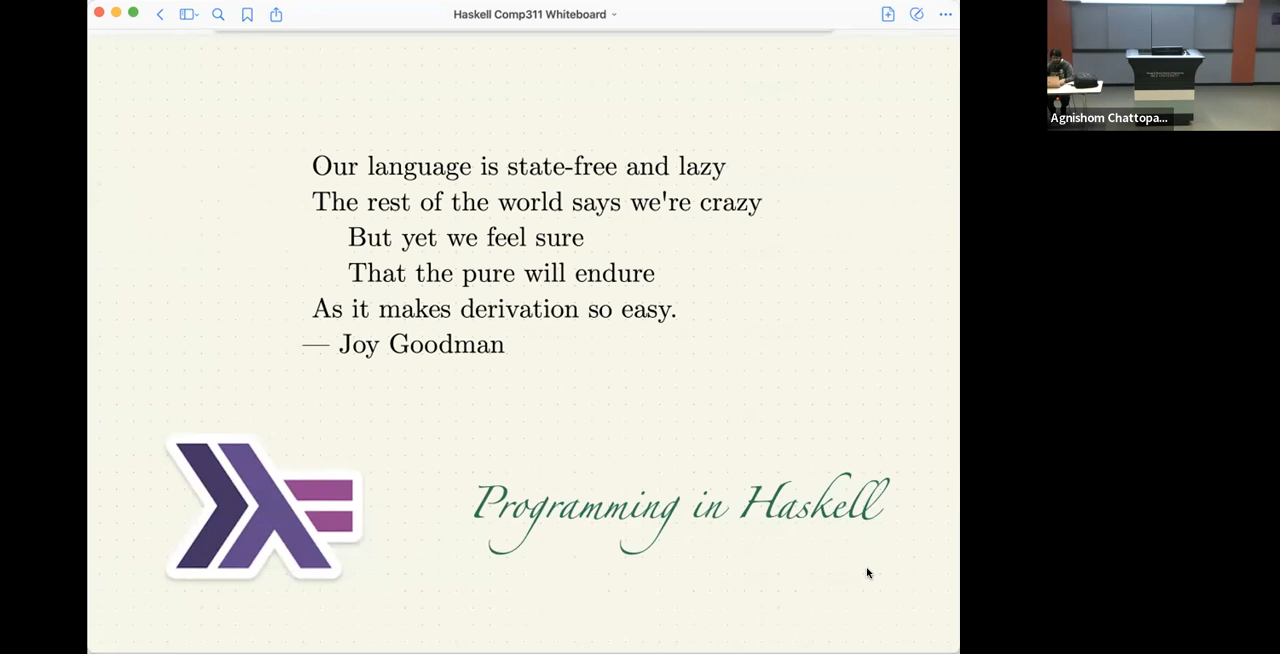 Haskell Comp311 Whiteboard
Our language is state-free and lazy
The rest of the world says we're crazy
But yet we feel sure
That the pure will endure
As it makes derivation so easy.
— Joy Goodman
Programming in Haskell
Agnishom Chattopa...